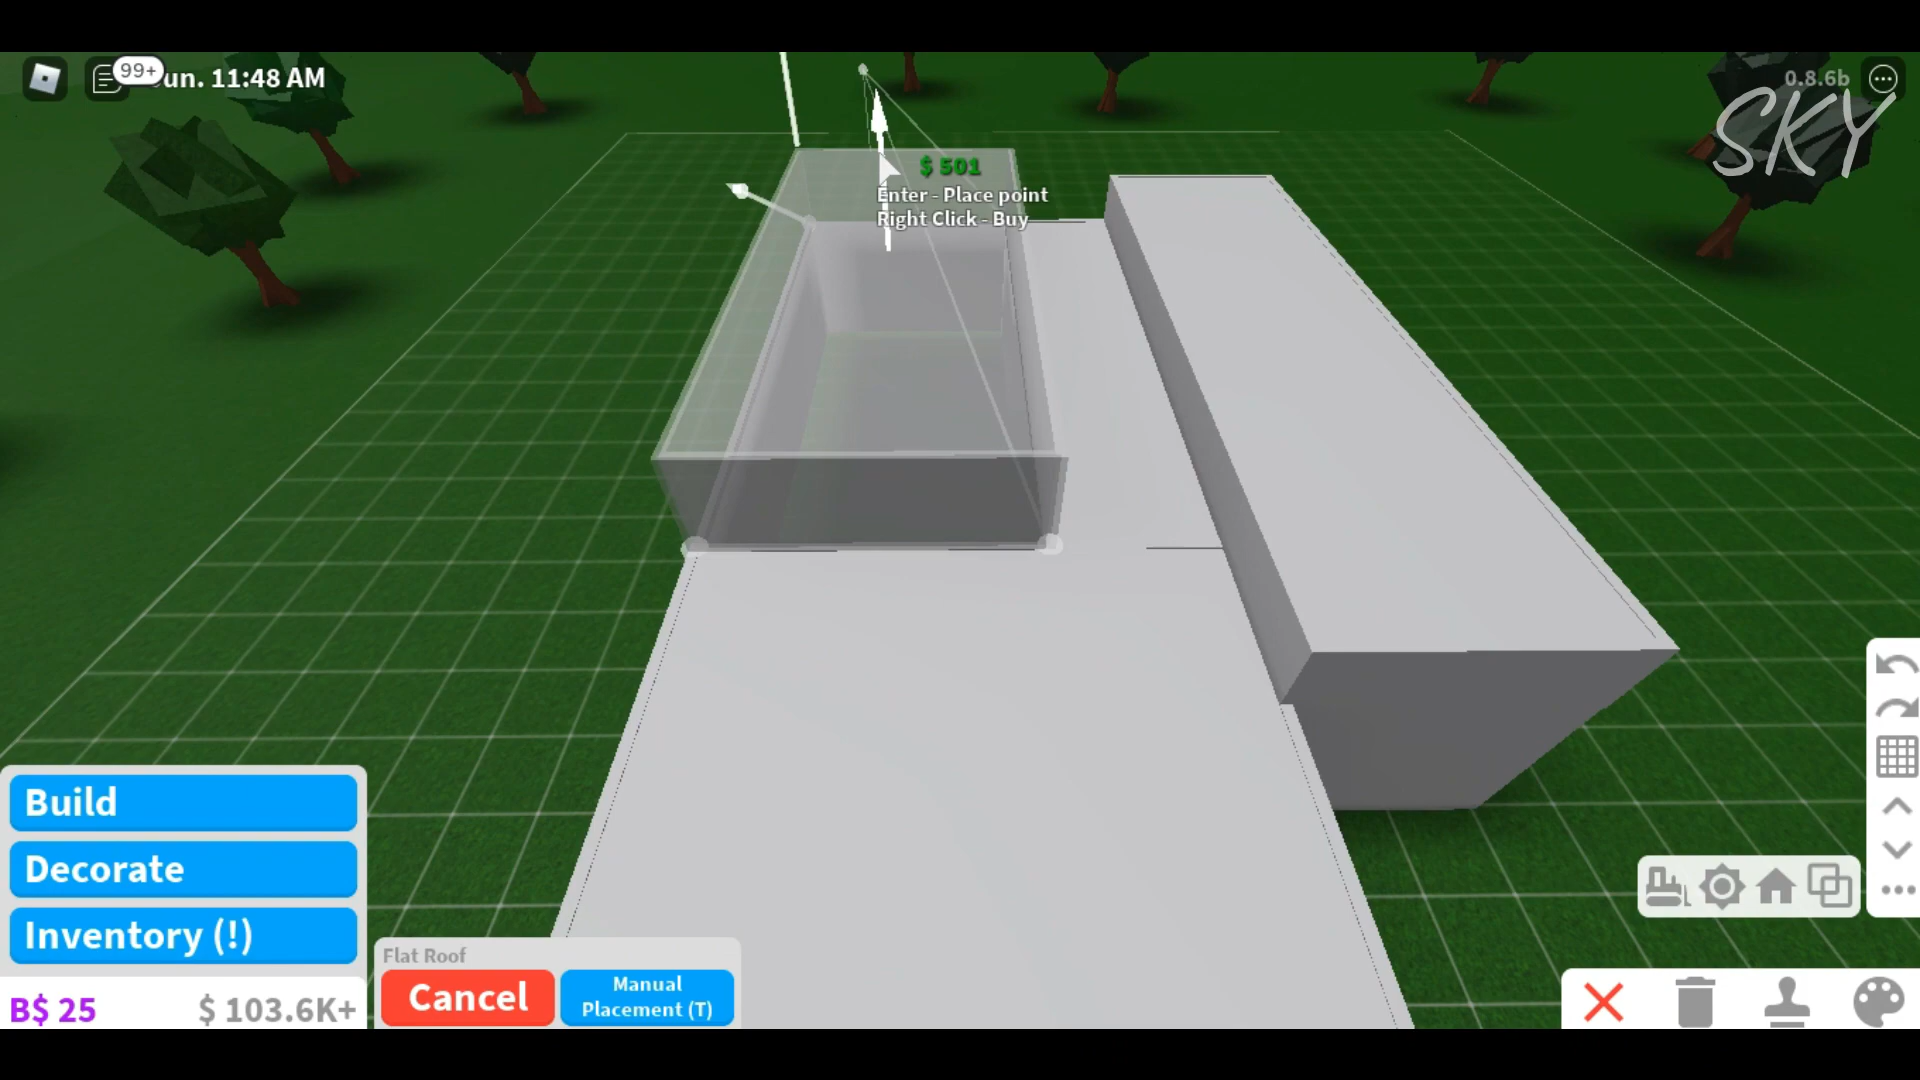 99+
un. 11:48 AM
0.8.6b
SKY
$ 501
Enter - Place point
Right Click - Buy
Build
Decorate
Inventory (!)
B$ 25
$ 103.6K+
Flat Roof
Cancel
Manual
Placement (T)